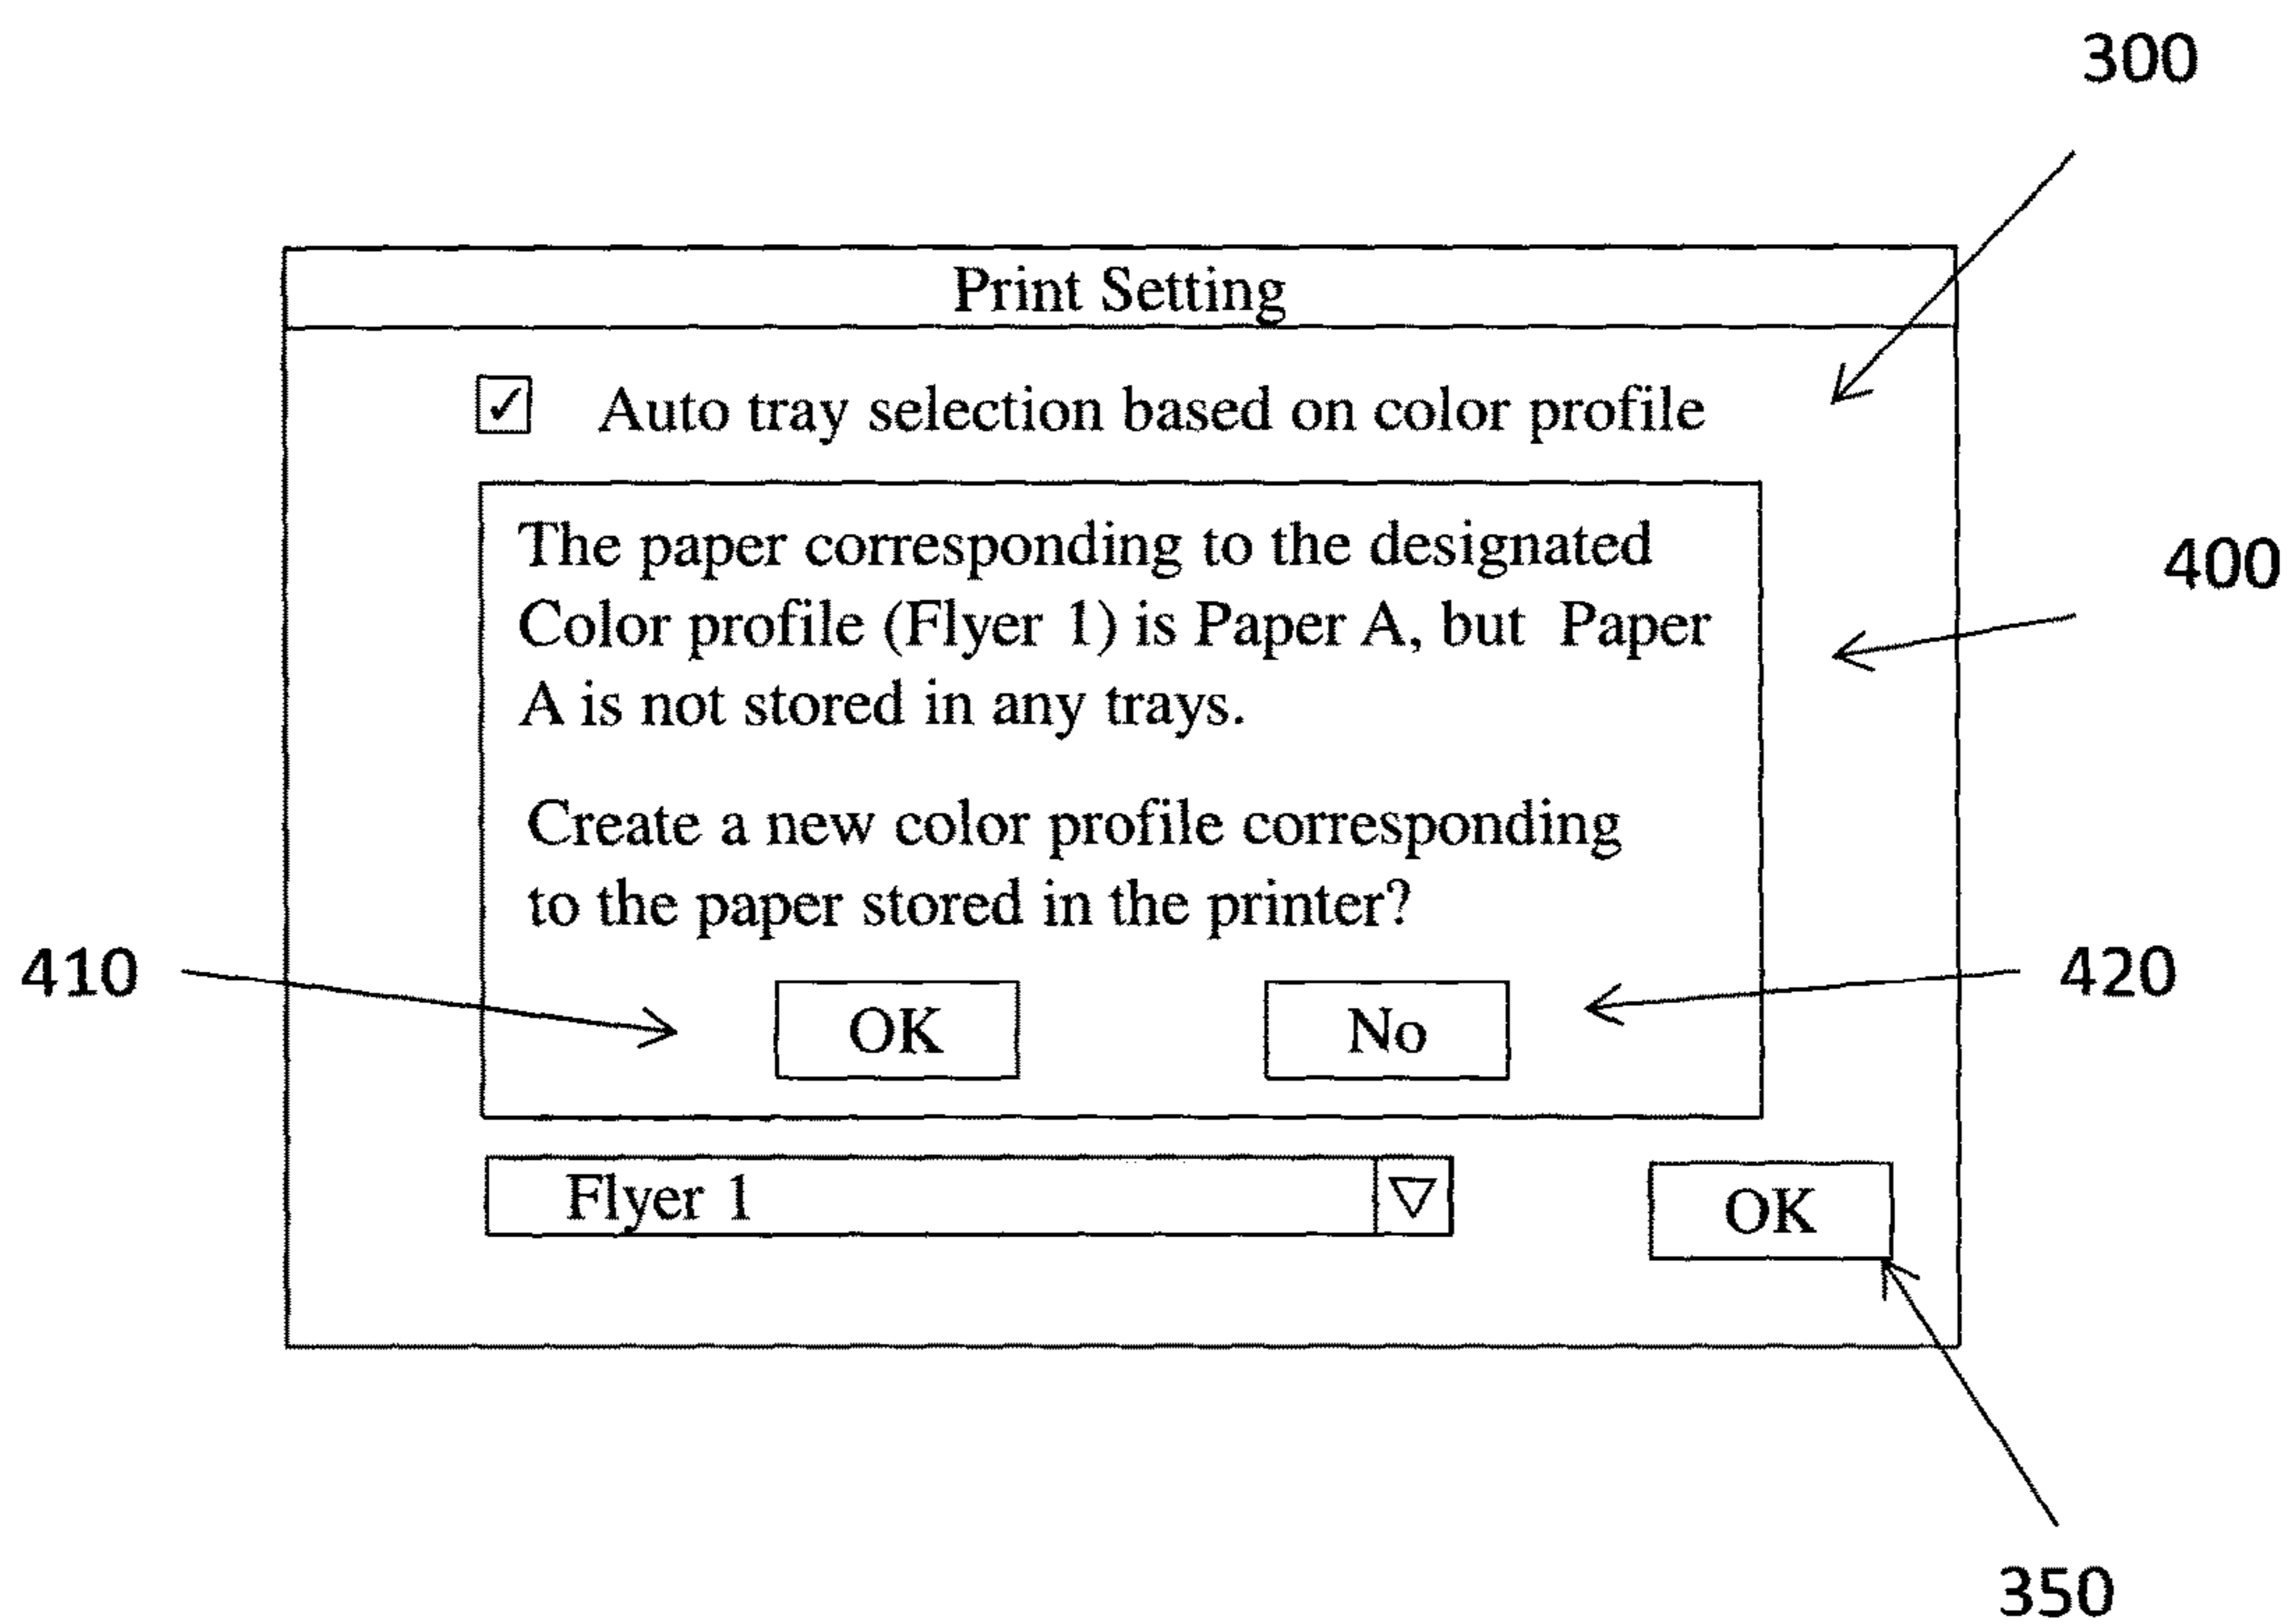 300
Print Setting
✓ Auto tray selection based on color profile
The paper corresponding to the designated
400
Color profile (Flyer 1) is Paper A, but Paper
A is not stored in any trays.
Create a new color profile corresponding
to the paper stored in the printer?
410
420
OK No
Flyer 1
OK
350